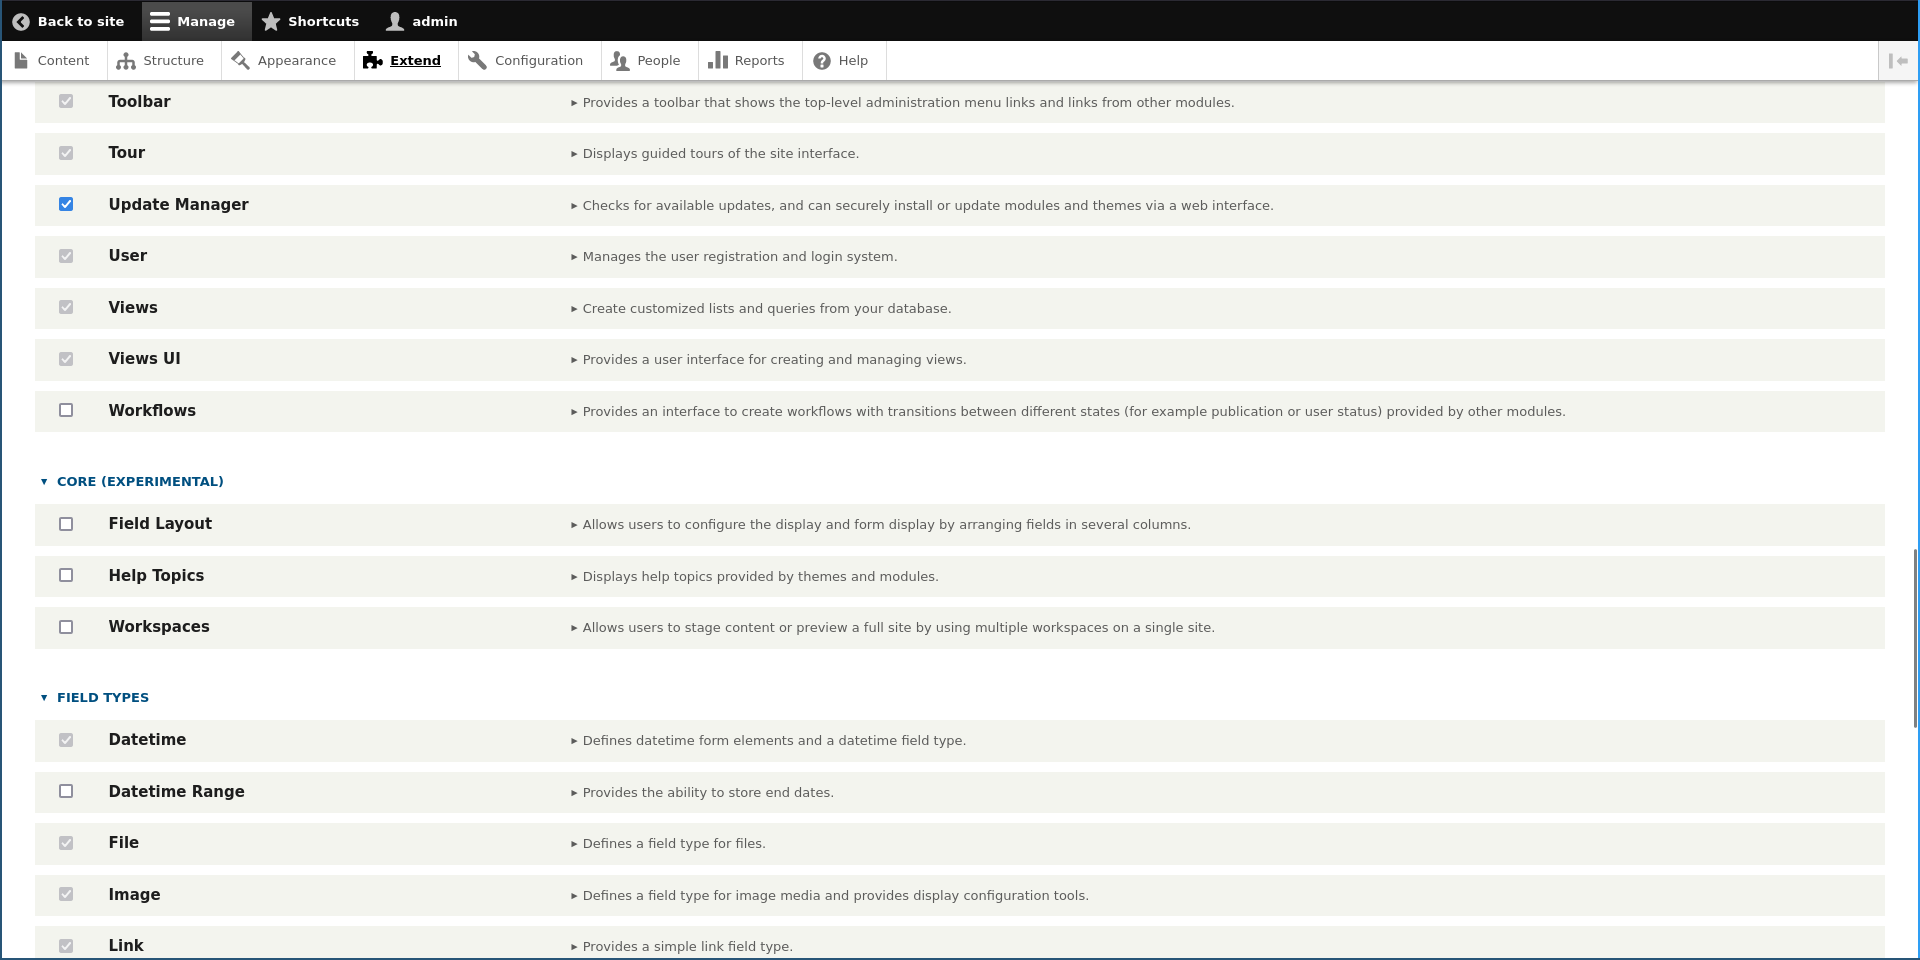 Back to site Manage Shortcuts admin
Content Structure Appearance Extend Configuration People Reports Help
Toolbar Provides a toolbar that shows the top-level administration menu links and links from other modules.
Tour Displays guided tours of the site interface.
Update Manager Checks for available updates, and can securely install or update modules and themes via a web interface.
User Manages the user registration and login system.
Views Create customized lists and queries from your database.
Views UI Provides a user interface for creating and managing views.
Workflows Provides an interface to create workflows with transitions between different states (for example publication or user status) provided by other modules.
CORE (EXPERIMENTAL)
Field Layout Allows users to configure the display and form display by arranging fields in several columns.
Help Topics Displays help topics provided by themes and modules.
Workspaces Allows users to stage content or preview a full site by using multiple workspaces on a single site.
FIELD TYPES
Datetime Defines datetime form elements and a datetime field type.
Datetime Range Provides the ability to store end dates.
File Defines a field type for files.
Image Defines a field type for image media and provides display configuration tools.
Link Provides a simple link field type.